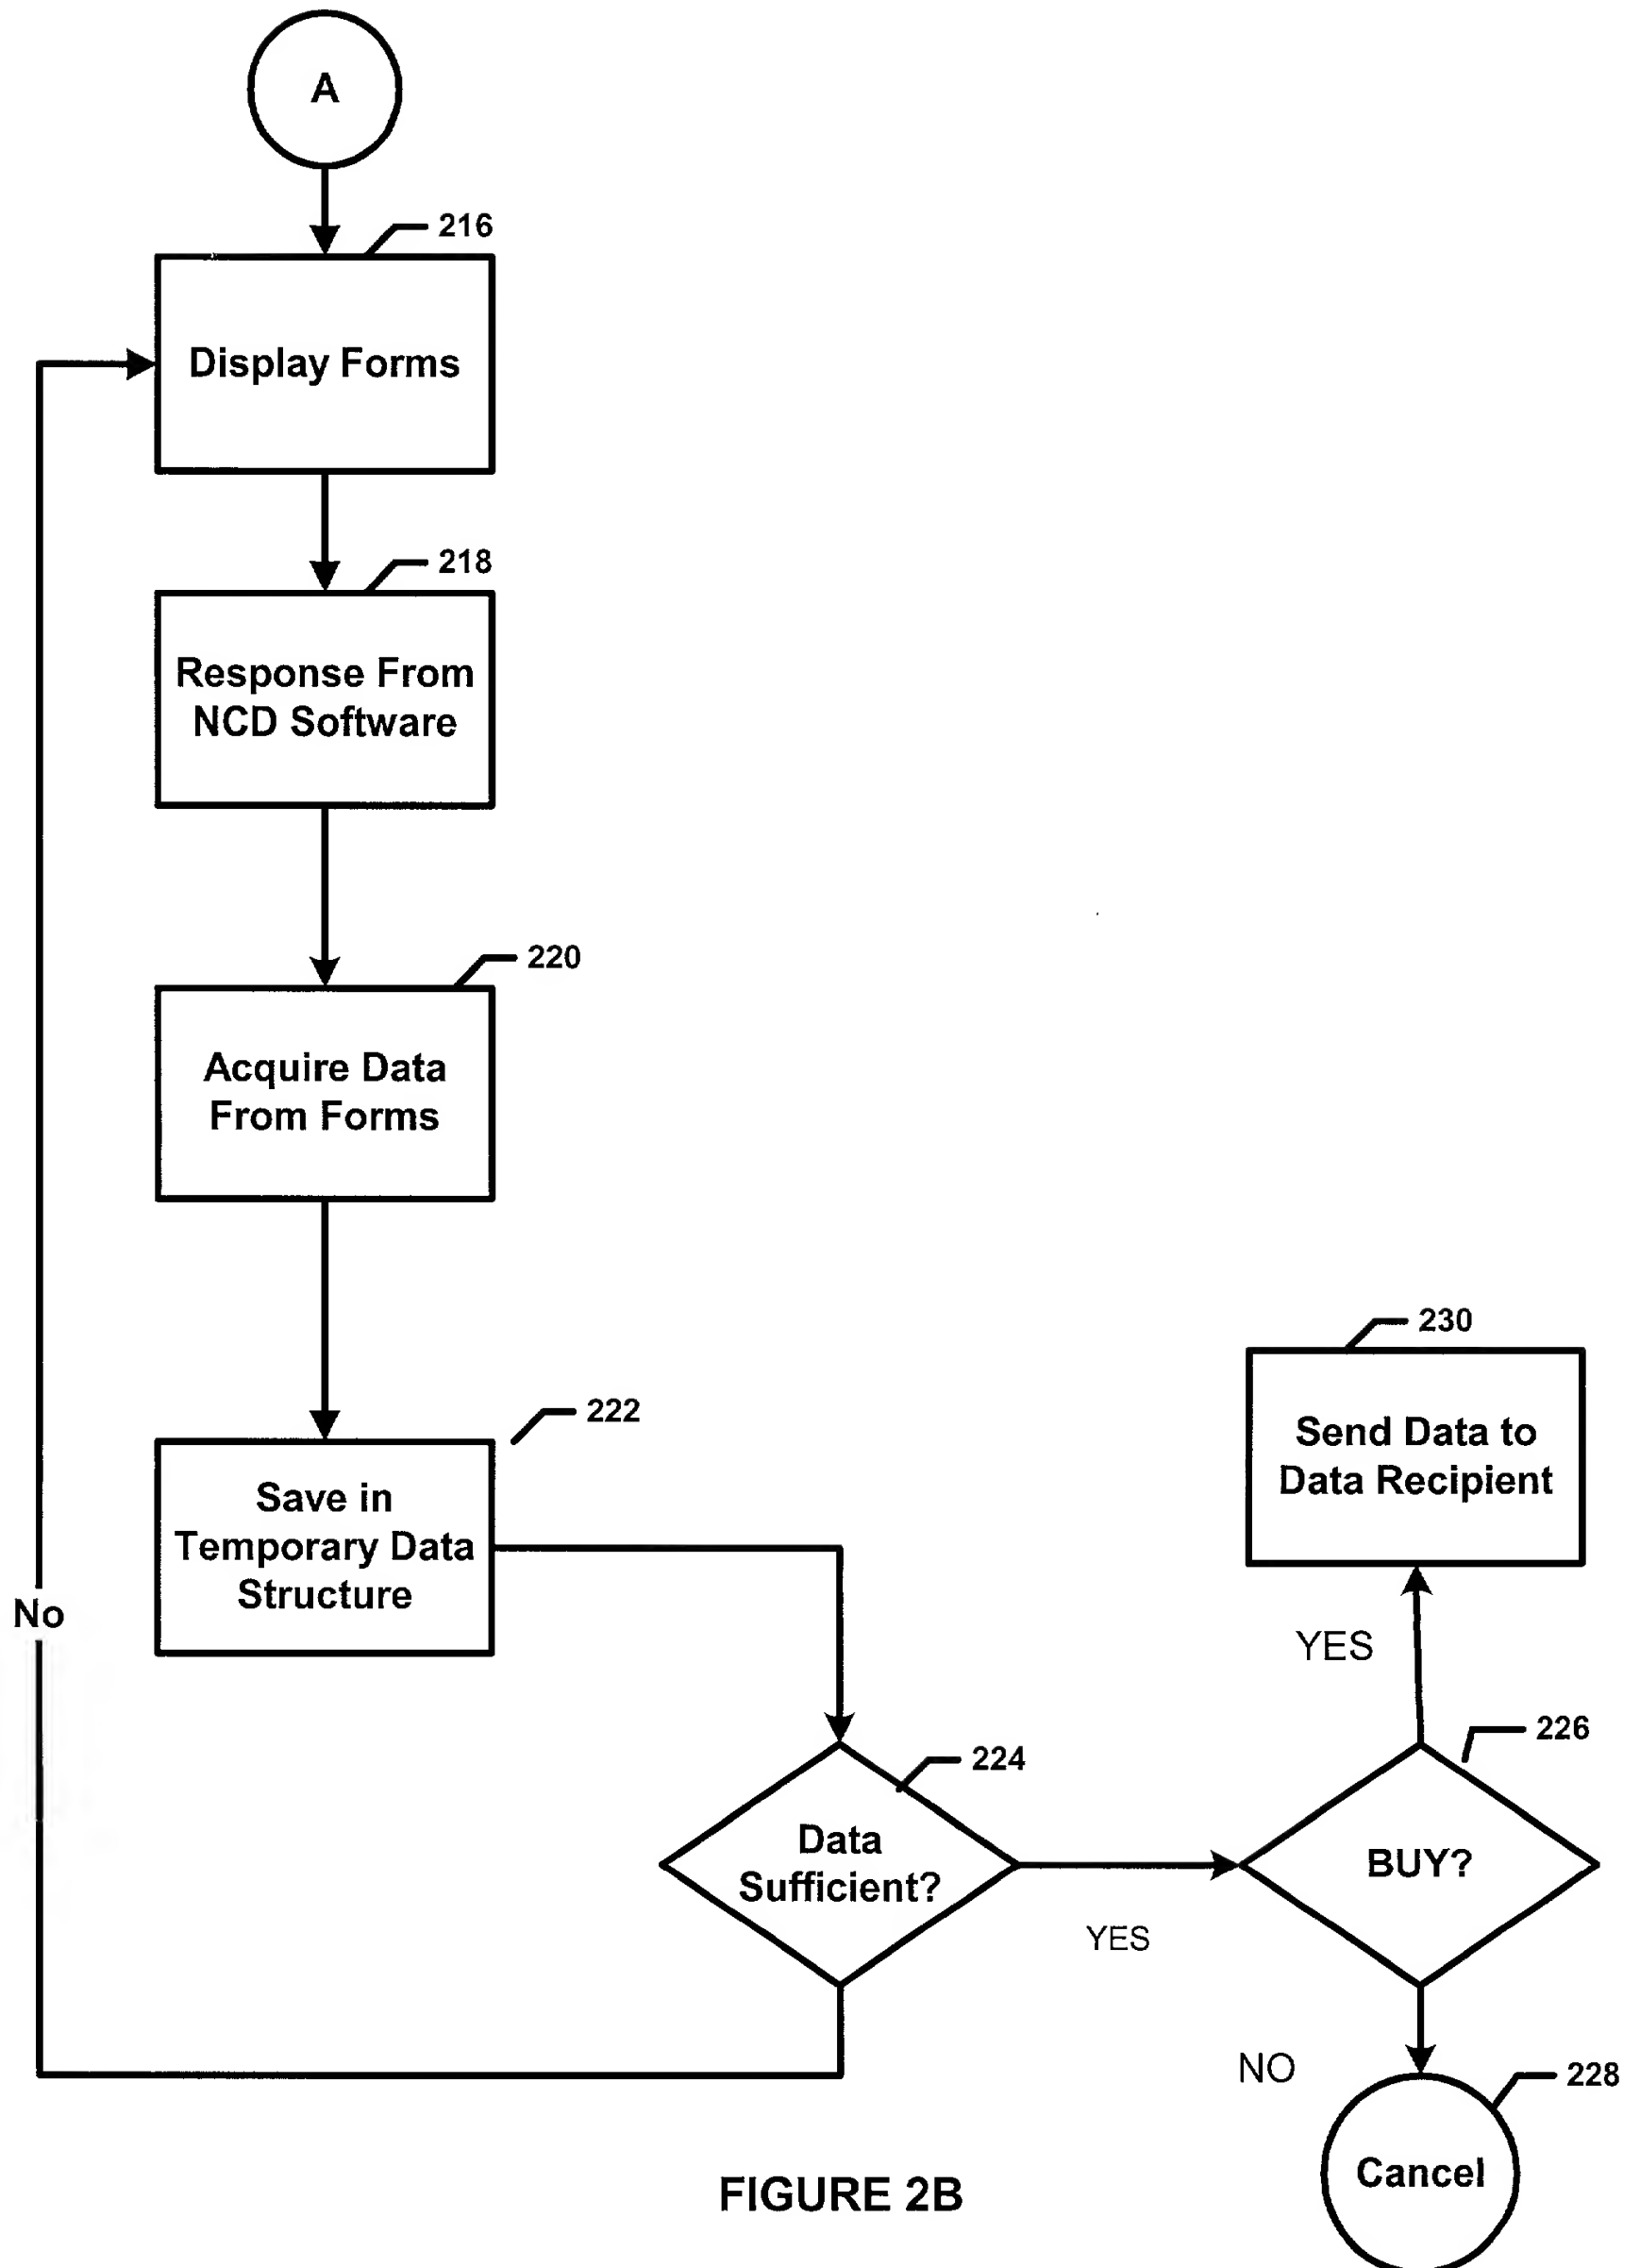 A
216
Display Forms
218
Response From
NCD Software
220
Acquire Data
From Forms
222
Save in
Temporary Data
Structure
No
230
Send Data to
Data Recipient
YES
226
224
Data
Sufficient?
BUY?
YES
NO
228
Cancel
FIGURE 2B